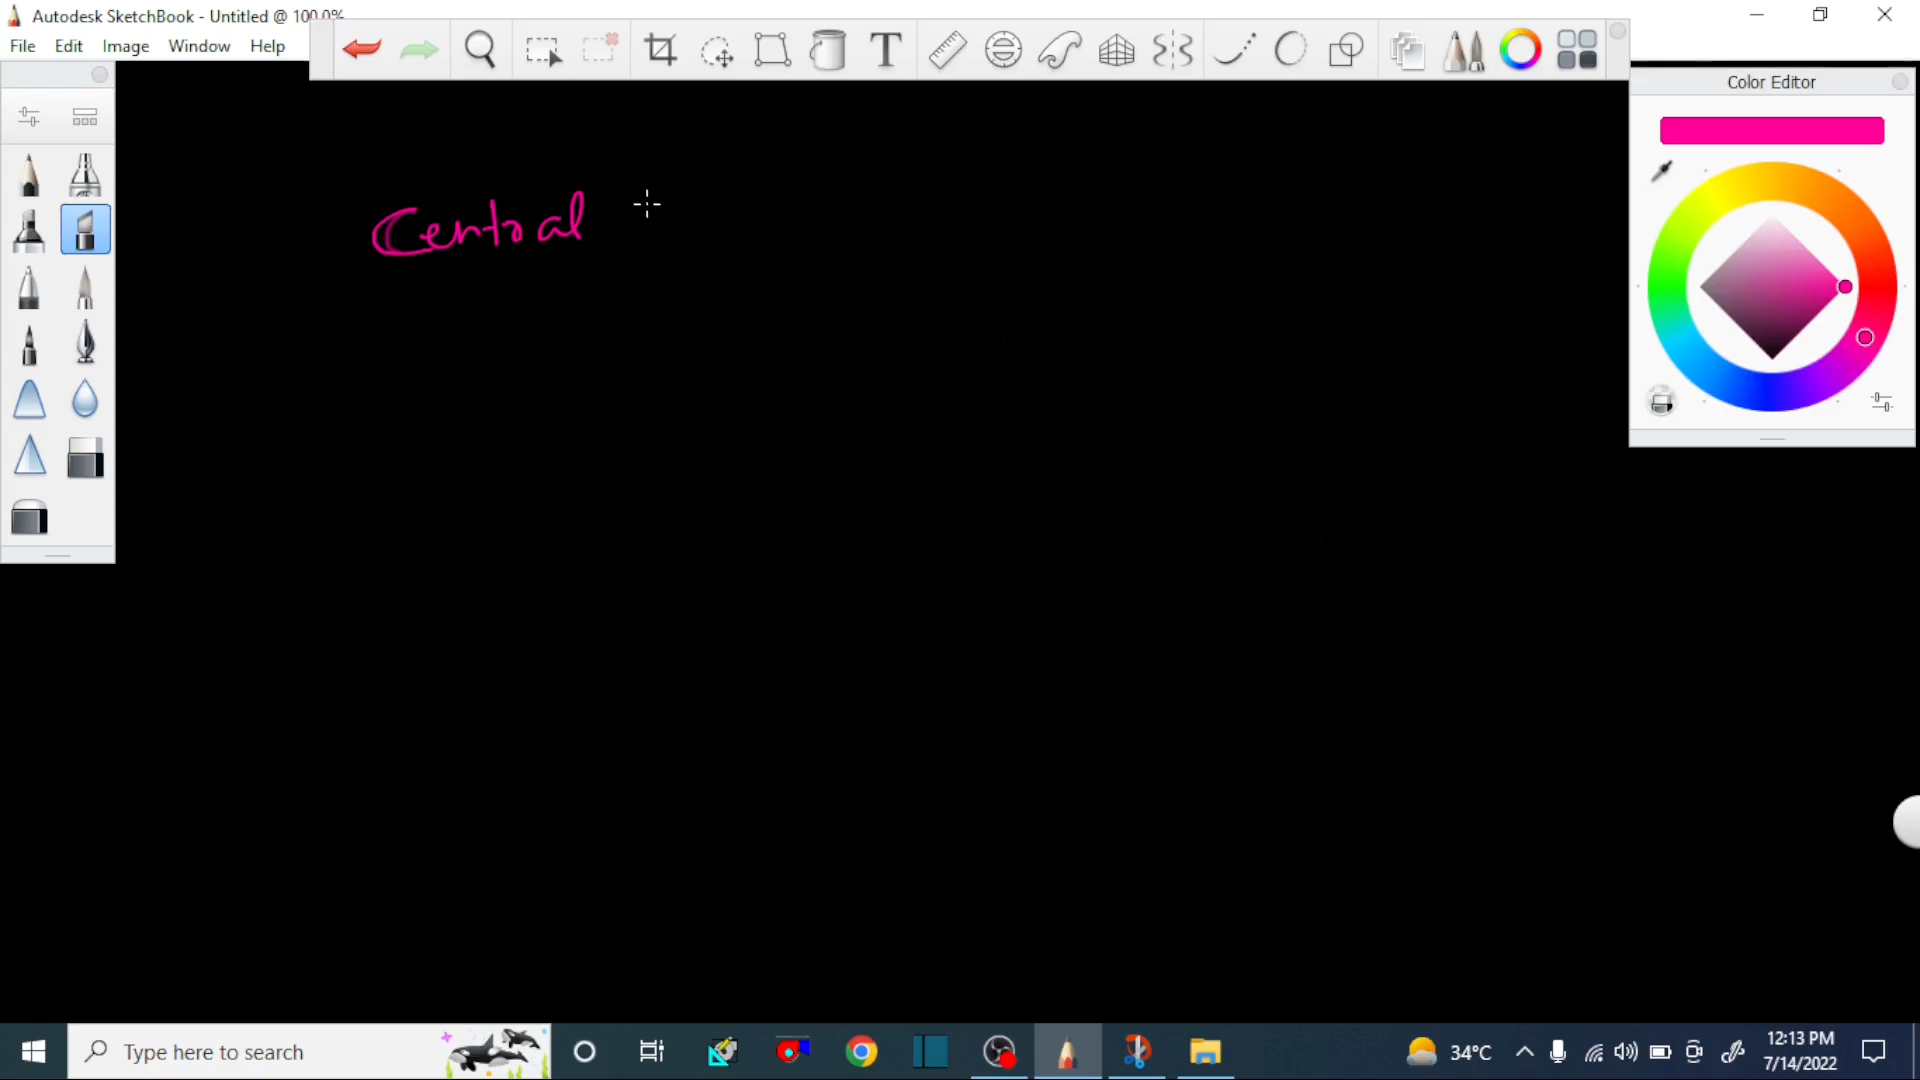 Autodesk SketchBook - Untitled @ 100.0%
File Edit Image Window Help
T
Color Editor
Central
Type here to search
34°C
12:13 PM
7/14/2022